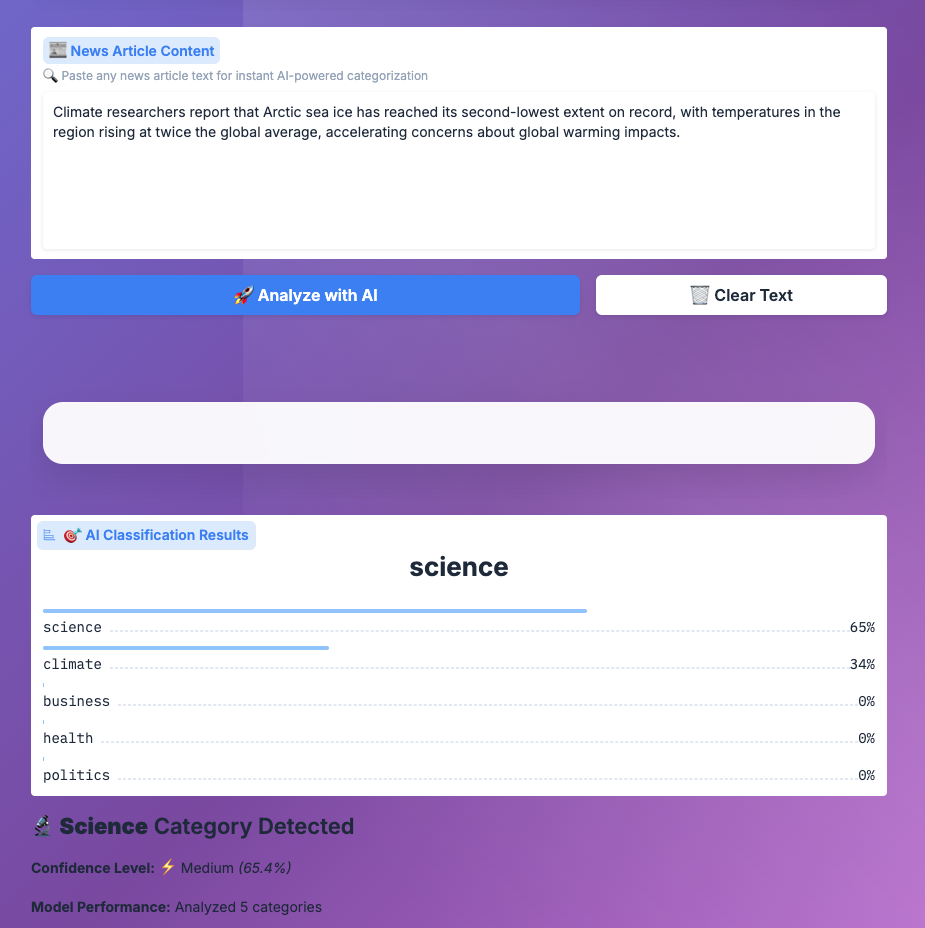 News Article Content
Paste any news article text for instant AI-powered categorization
Climate researchers report that Arctic sea ice has reached its second-lowest extent on record, with temperatures in the
region rising at twice the global average, accelerating concerns about global warming impacts.
🚀 Analyze with AI
🗑️ Clear Text
🎯 AI Classification Results
science
science 65%
climate 34%
business 0%
health 0%
politics 0%
🔬 Science Category Detected
Confidence Level: ⚡ Medium (65.4%)
Model Performance: Analyzed 5 categories